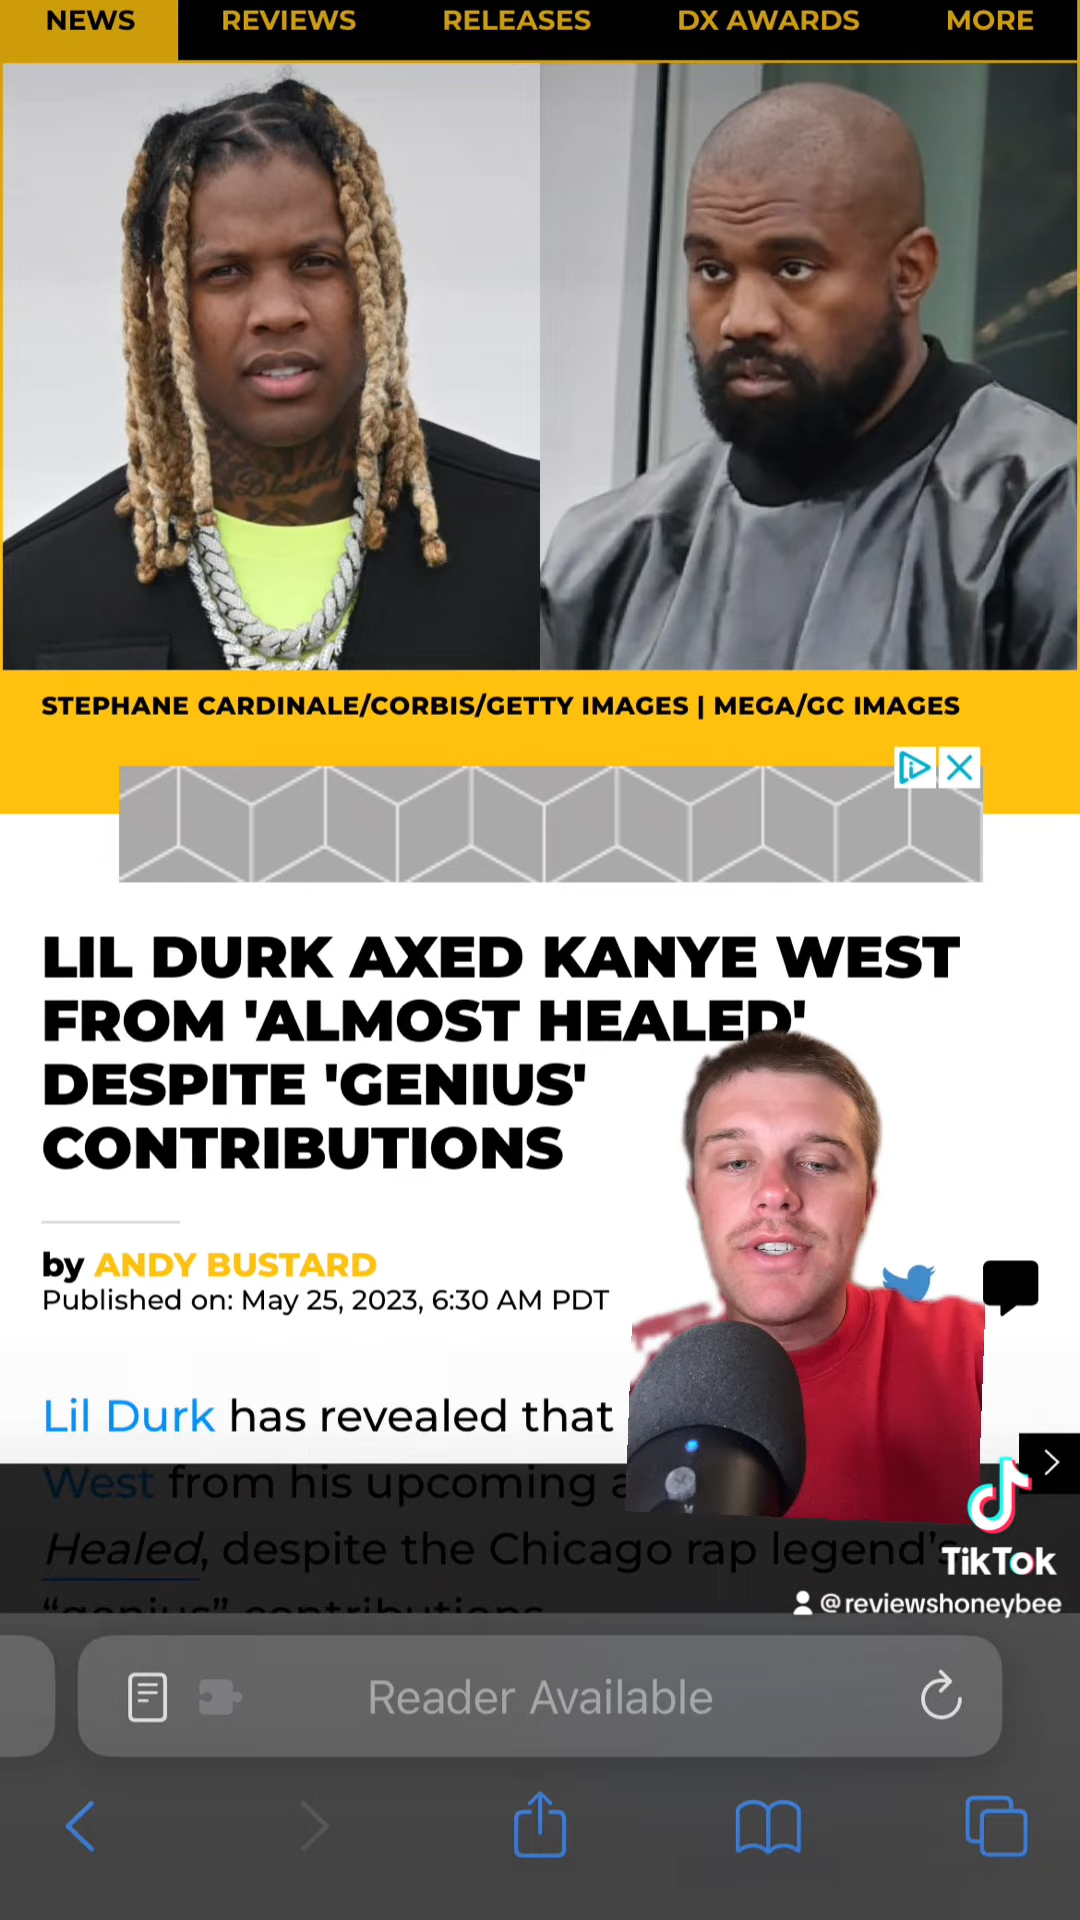 NEWS REVIEWS RELEASES DX AWARDS MORE
STEPHANE CARDINALE/CORBIS/GETTY IMAGES | MEGA/GC IMAGES
LIL DURK AXED KANYE WEST
FROM 'ALMOST HEALED'
DESPITE 'GENIUS'
CONTRIBUTIONS
by ANDY BUSTARD
Published on: May 25, 2023, 6:30 AM PDT
Lil Durk has revealed that
West from his upcoming a
Healed, despite the Chicago rap legend's
"genius" contributions
TikTok
@reviewshoneybee
Reader Available